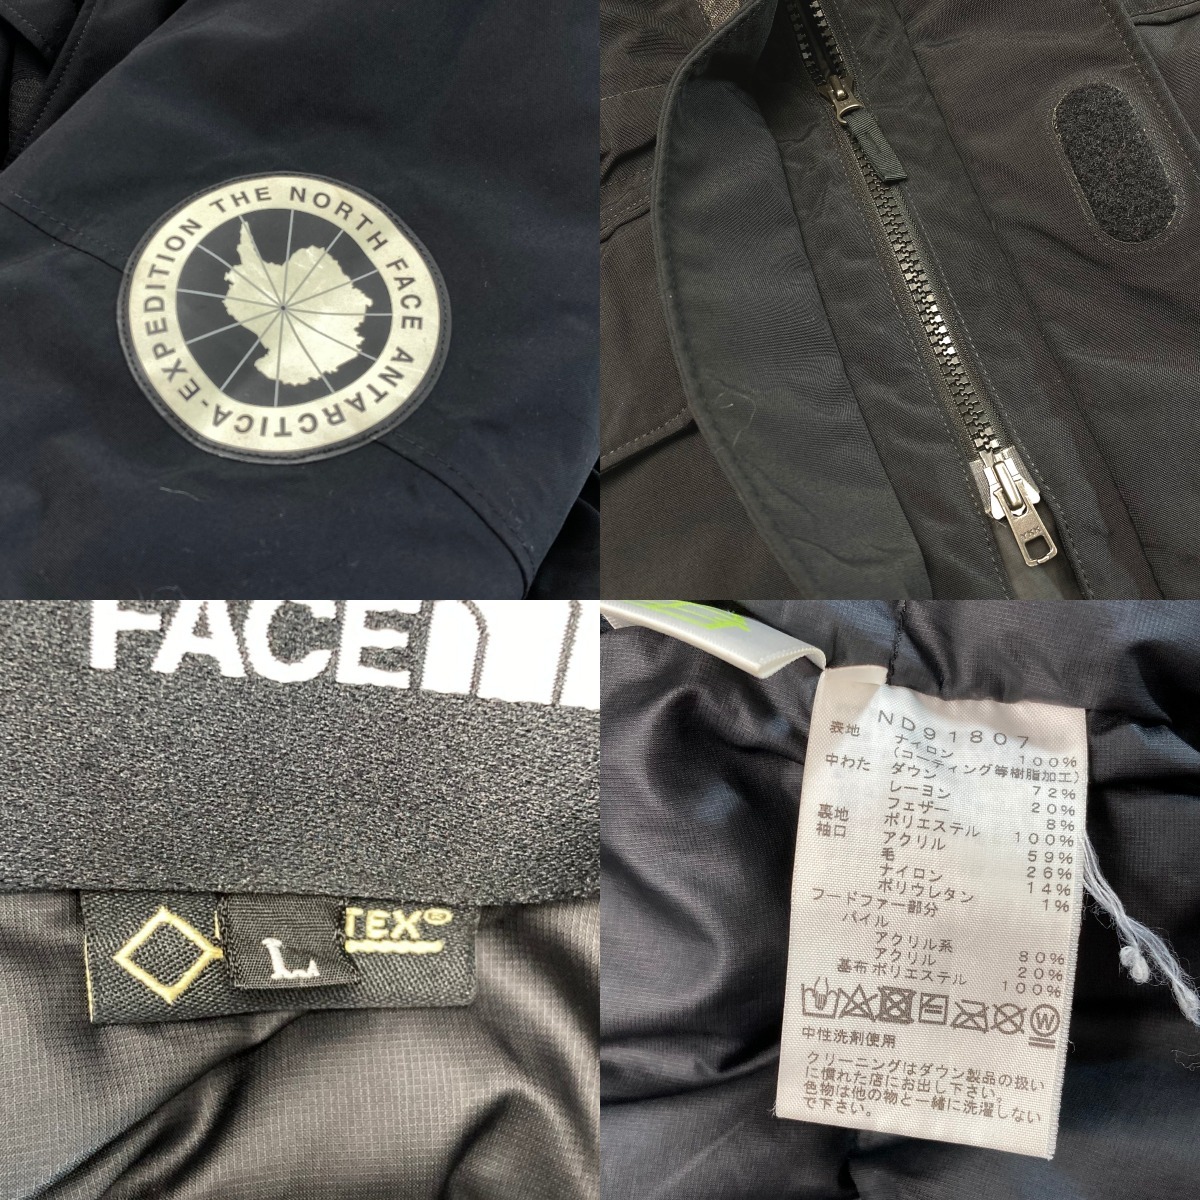 THE NORTH FACE ANTARCTICA-EXPEDITION
YKK
FACE
TEX®
L
ND91807
表地 ナイロン 100%
(コーティング等樹脂加工)
中わた ダウン 72%
レーヨン 20%
フェザー 8%
裏地 ポリエステル 100%
袖口 アクリル 59%
毛 26%
ナイロン 14%
ポリウレタン 1%
フードファー部分
パイル
アクリル系 80%
アクリル 20%
基布 ポリエステル 100%
W
中性洗剤使用
クリーニングはダウン製品の扱い
に慣れた店にお出し下さい。
色物は他の物と一緒に洗濯しない
で下さい。